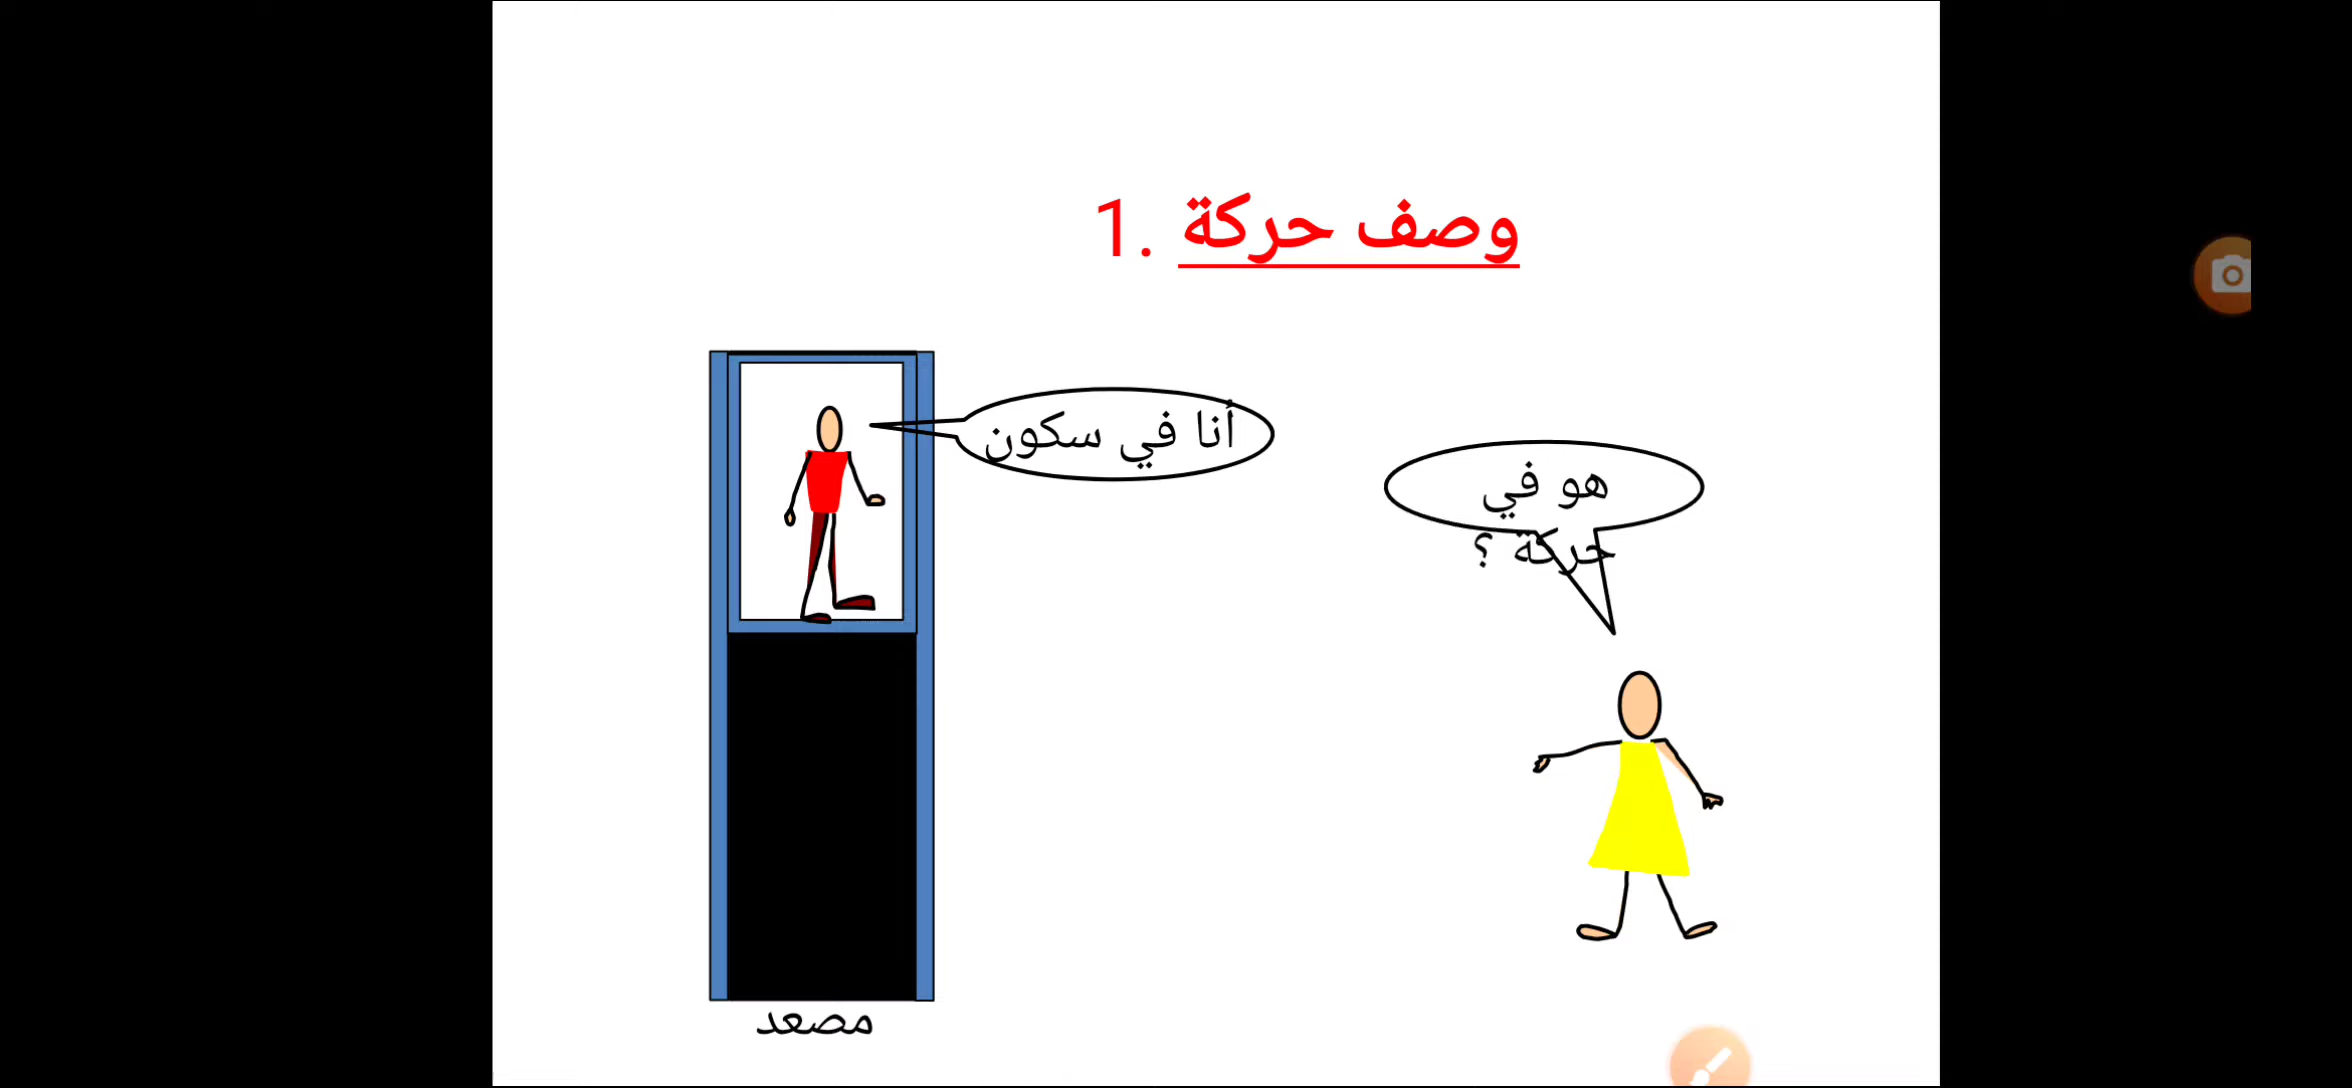 1. وصف حركة
أنا في سكون
هو في
حركة ؟
مصعد